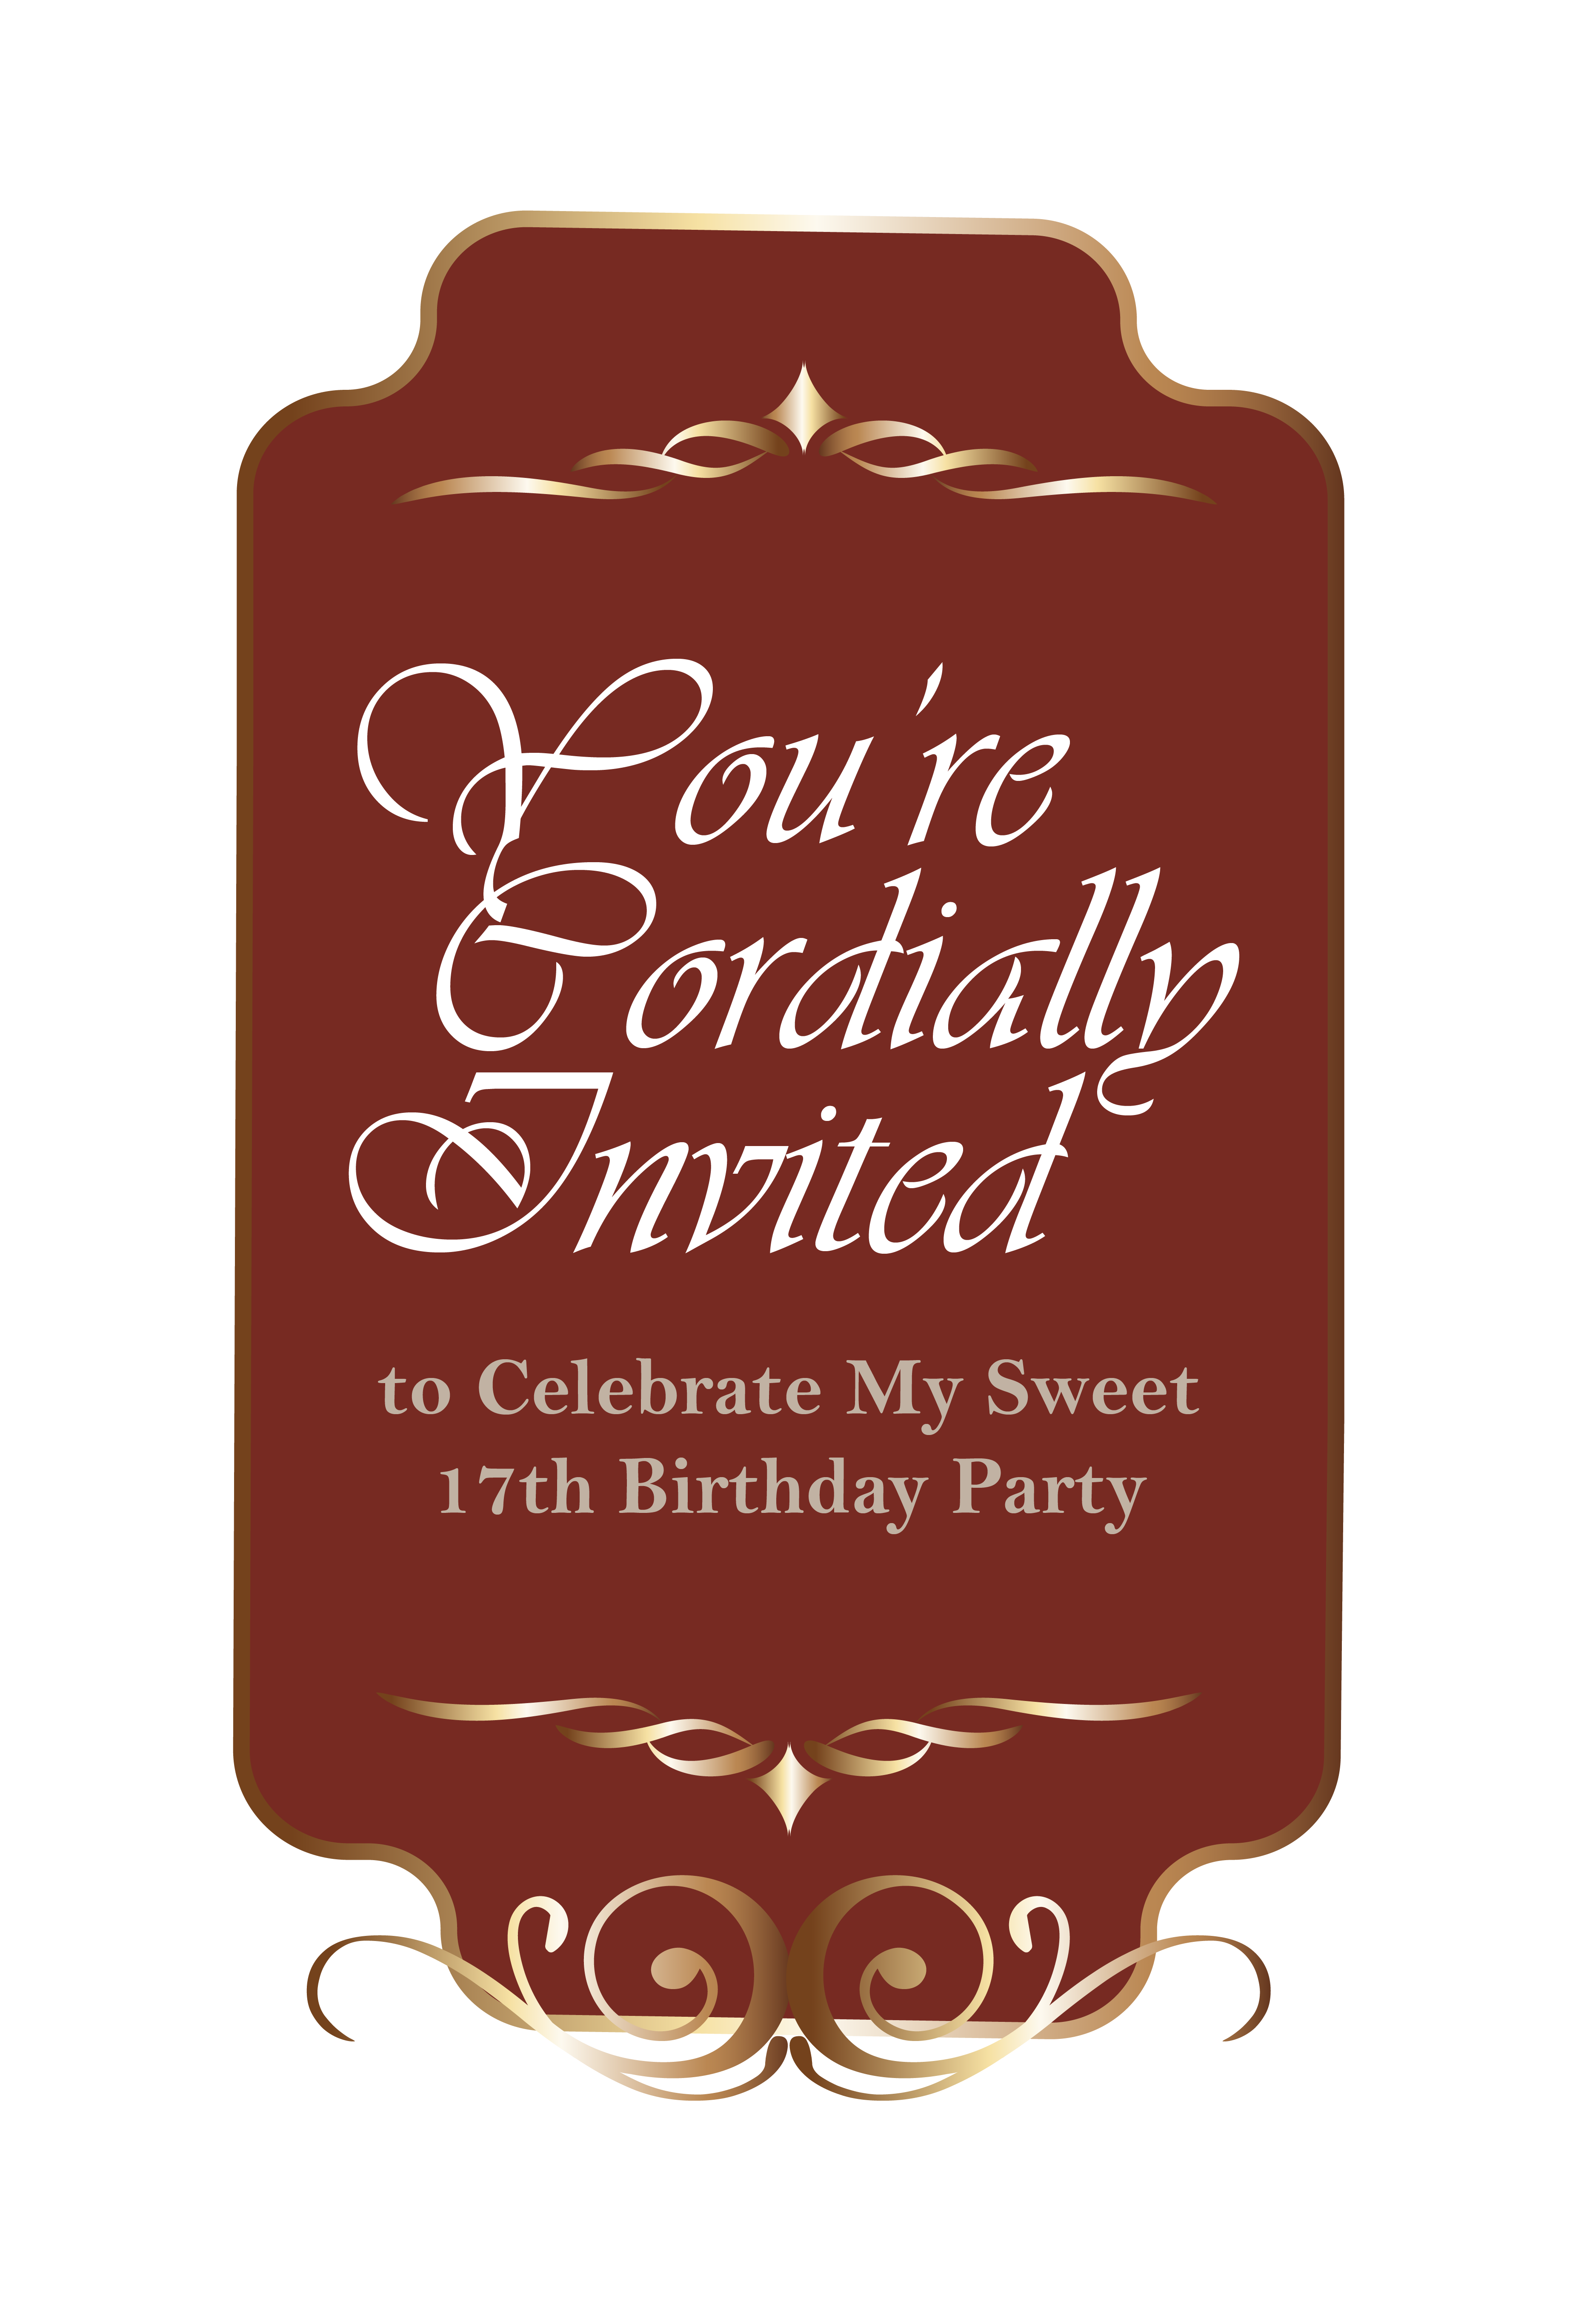 You're
Cordially
Invited
to Celebrate My Sweet
17th Birthday Party